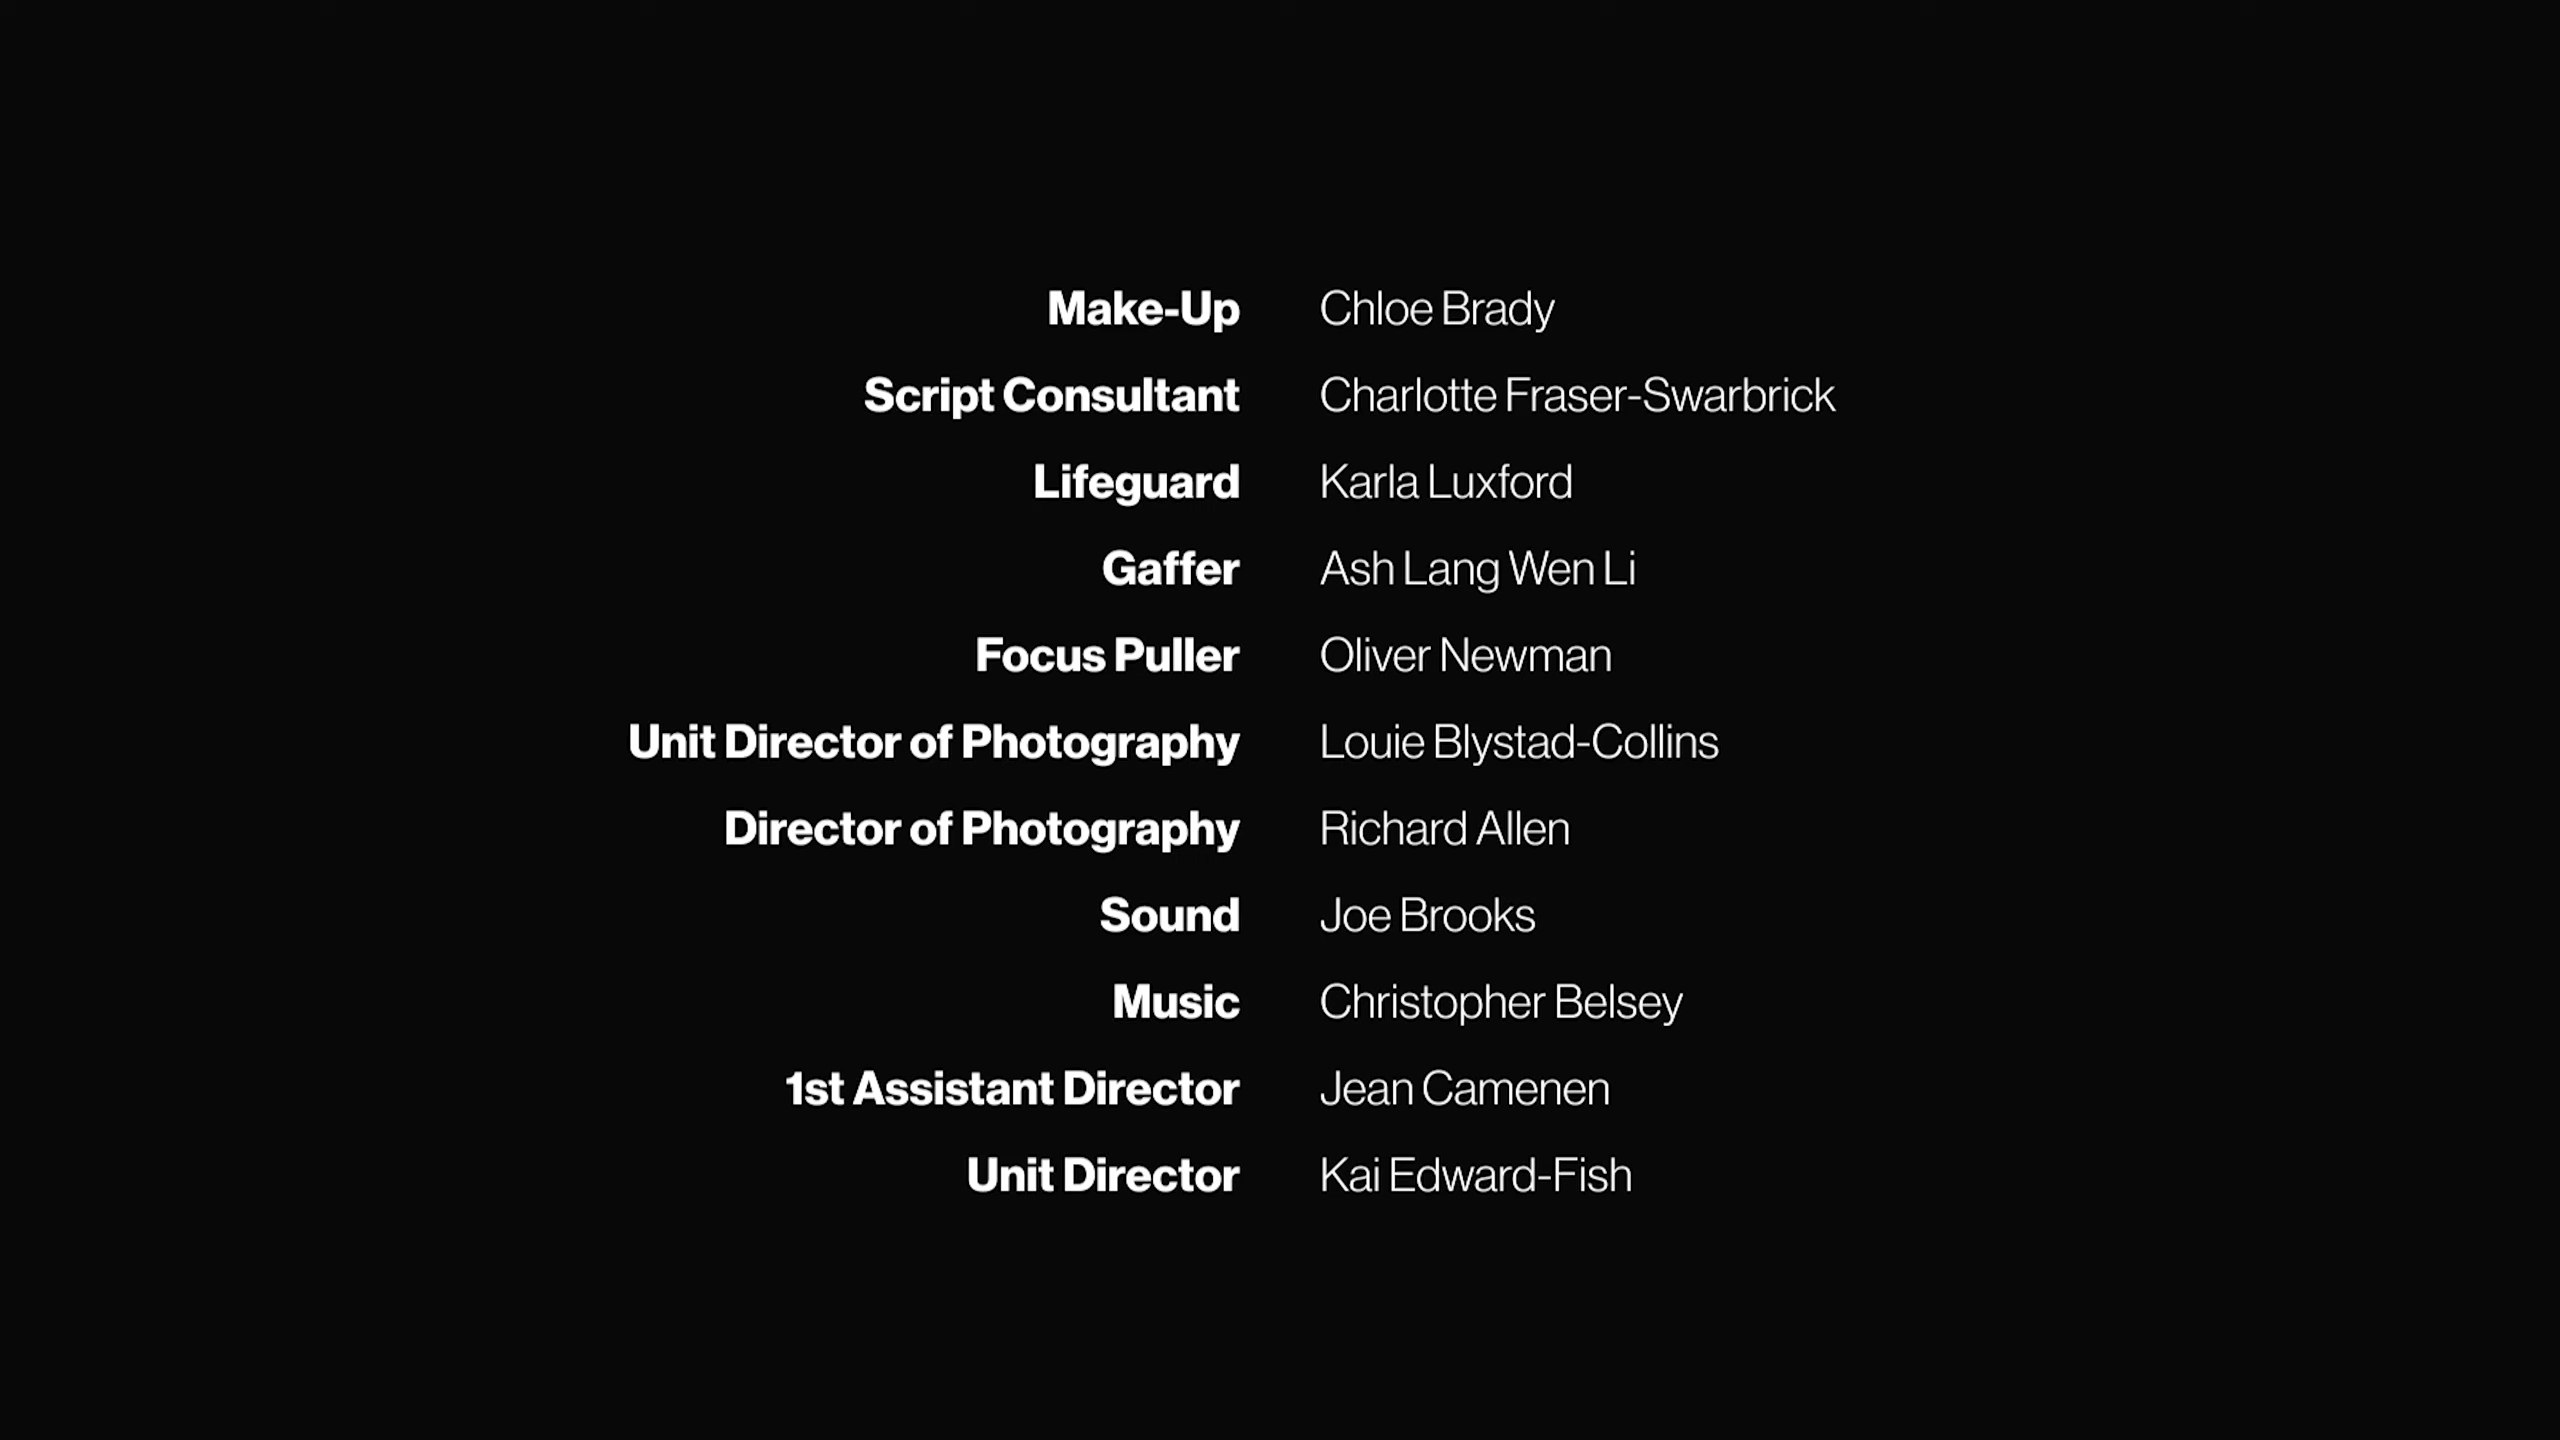 Make-Up Chloe Brady
Script Consultant Charlotte Fraser-Swarbrick
Lifeguard Karla Luxford
Gaffer Ash Lang Wen Li
Focus Puller Oliver Newman
Unit Director of Photography Louie Blystad-Collins
Director of Photography Richard Allen
Sound Joe Brooks
Music Christopher Belsey
1st Assistant Director Jean Camenen
Unit Director Kai Edward-Fish